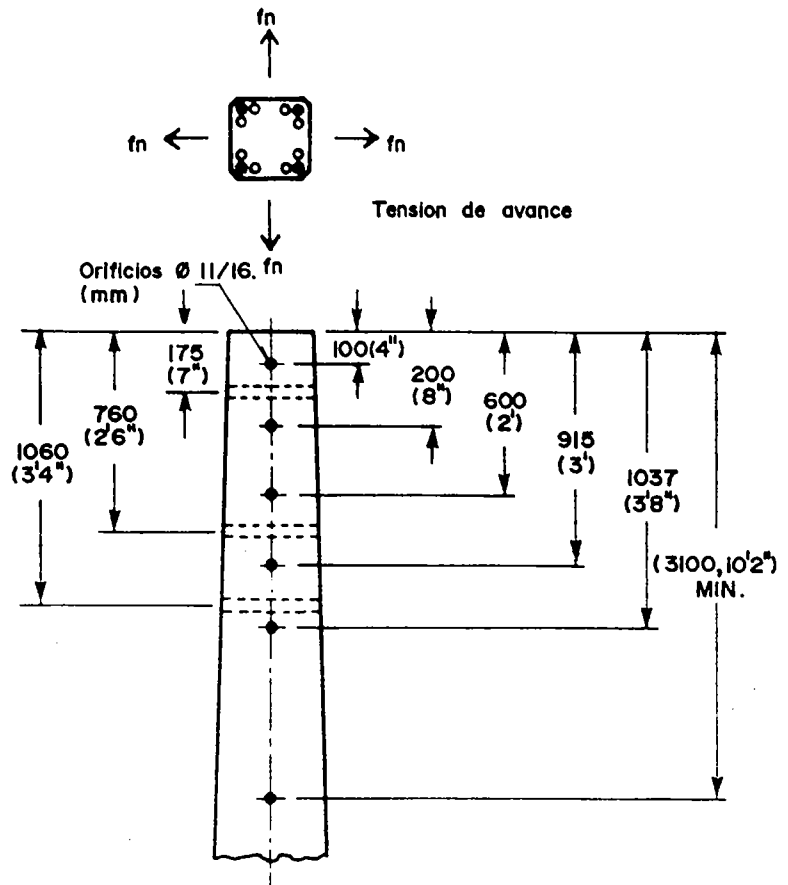 fn
fn
fn
Tension de avance
fn
Orificios Ø 11/16.
(mm)
175
(7")
100(4")
200
(8")
600
(2')
760
(2'6")
915
(3')
1060
(3'4")
1037
(3'8")
(3100,10'2")
MIN.